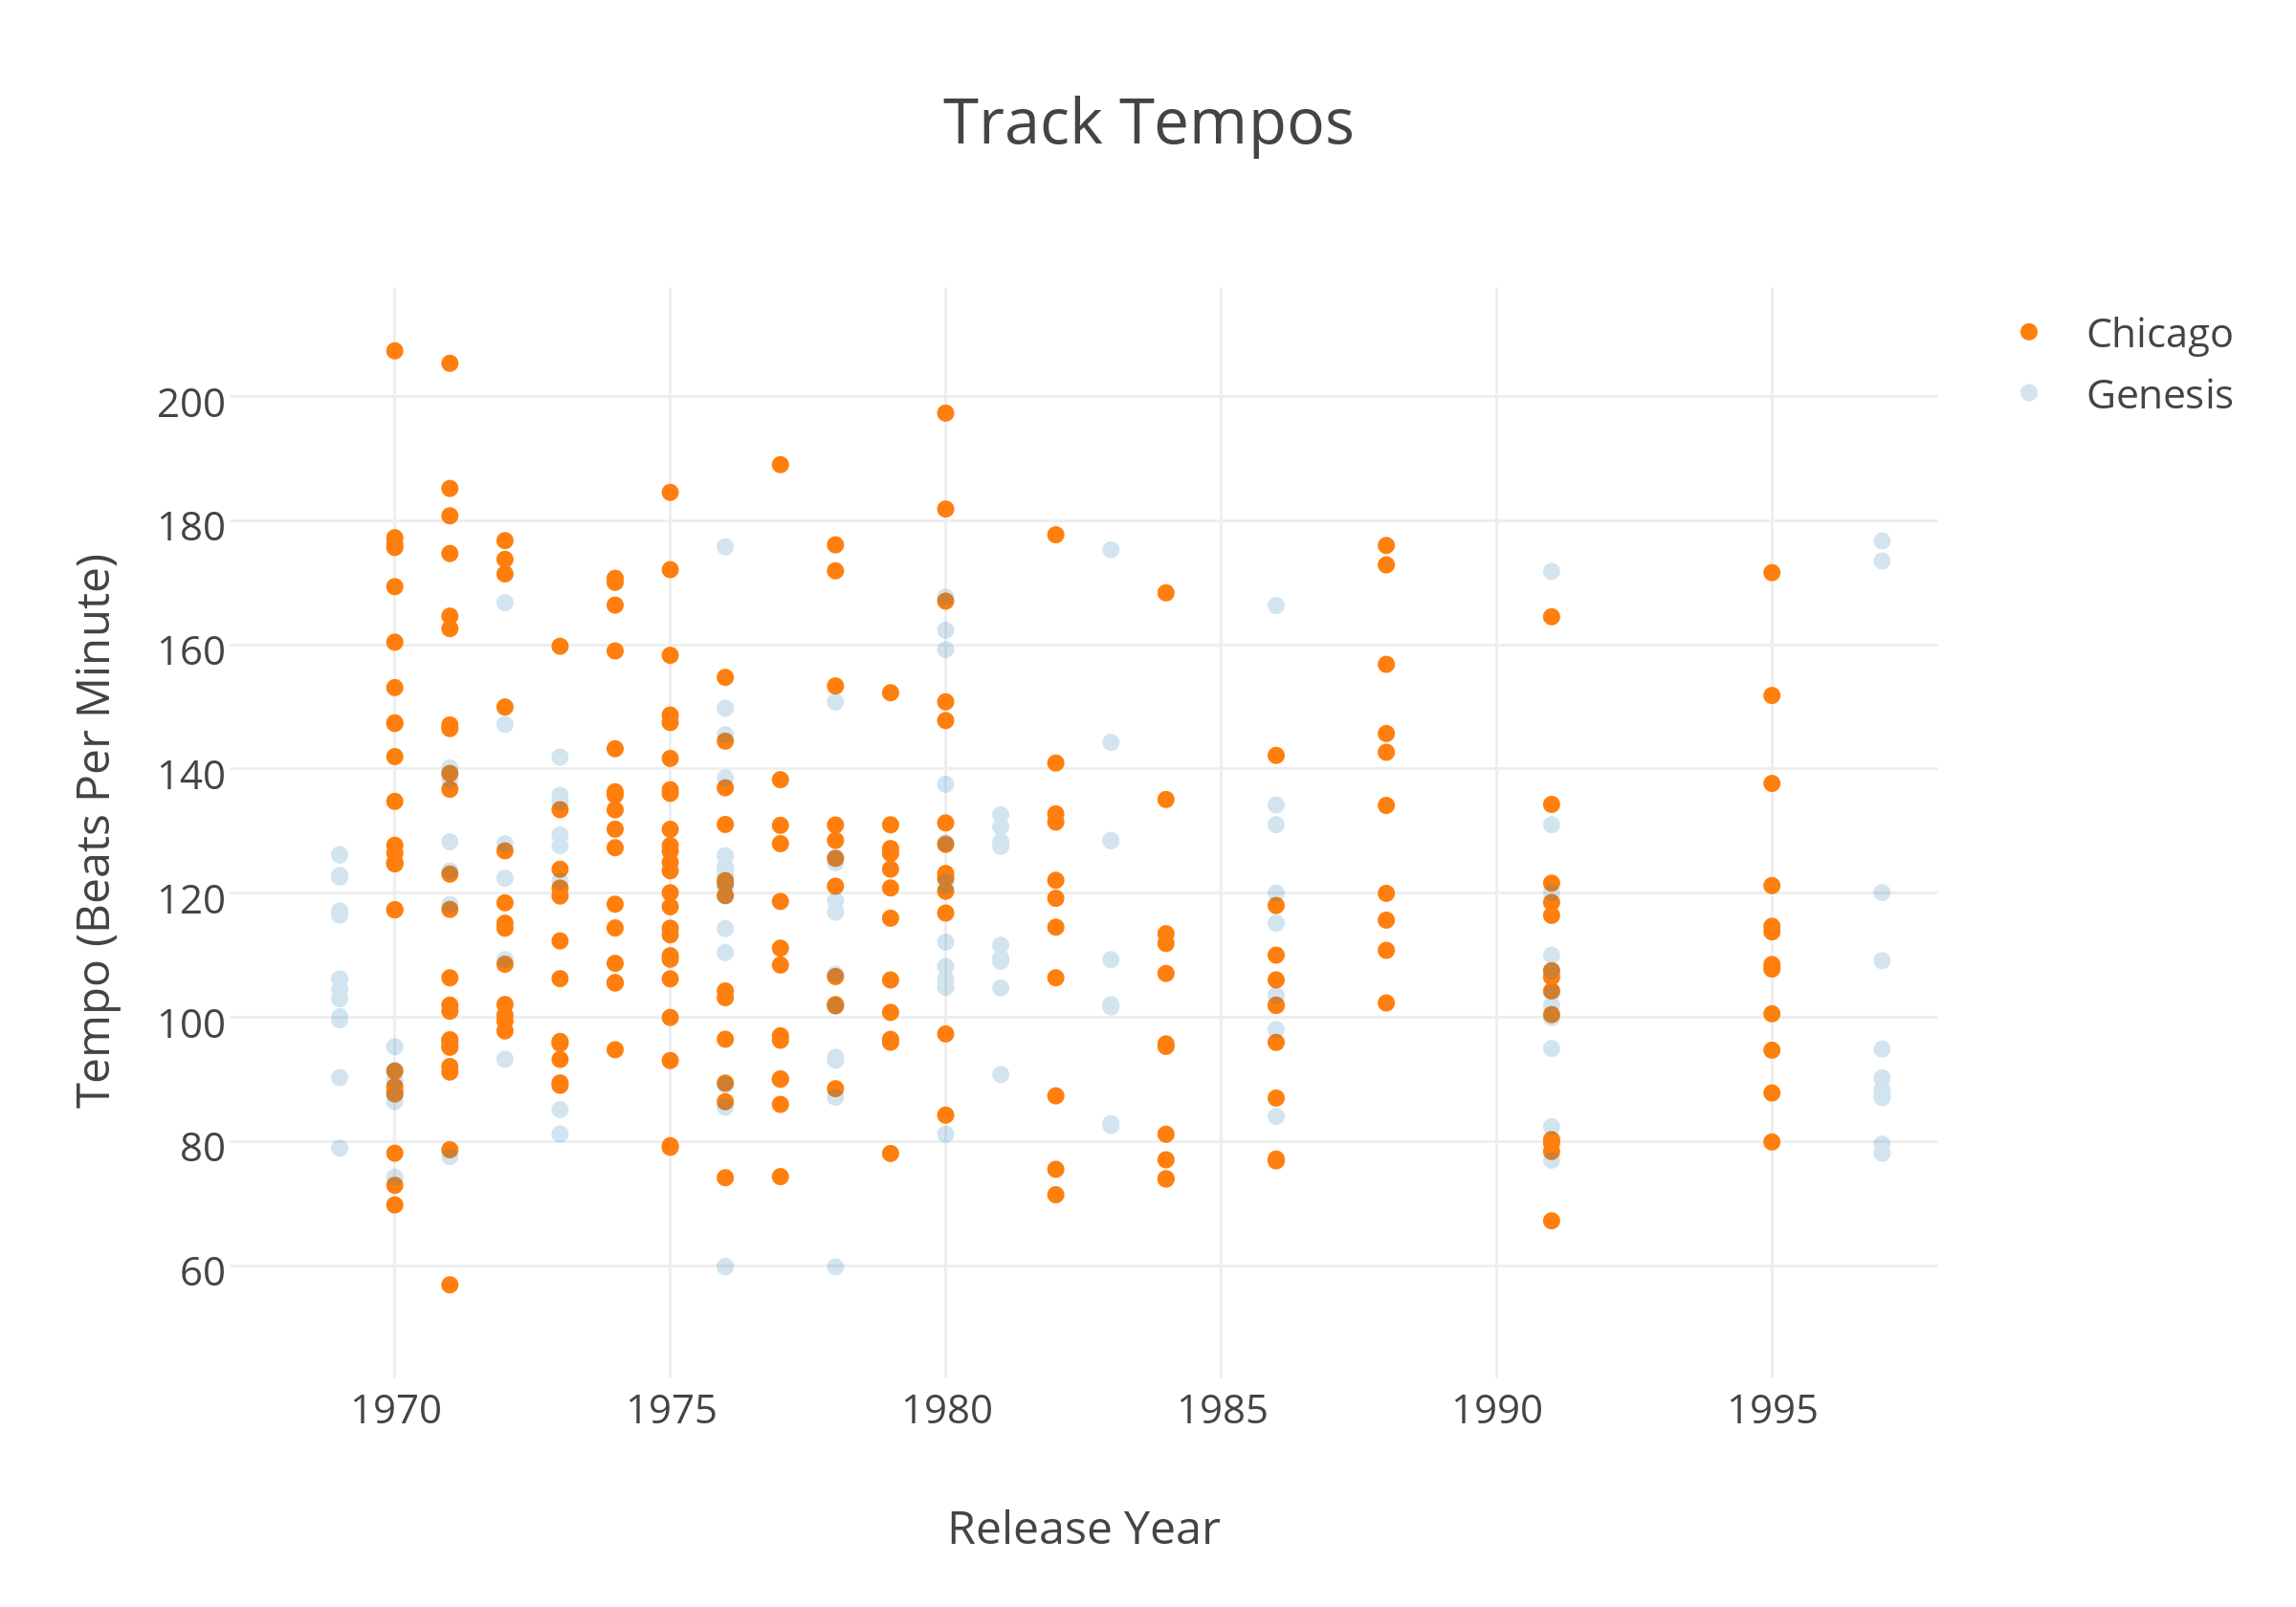 Track Tempos
Chicago
Genesis
200
180
160
140
120
100
80
60
Tempo (Beats Per Minute)
1970 1975 1980 1985 1990 1995
Release Year